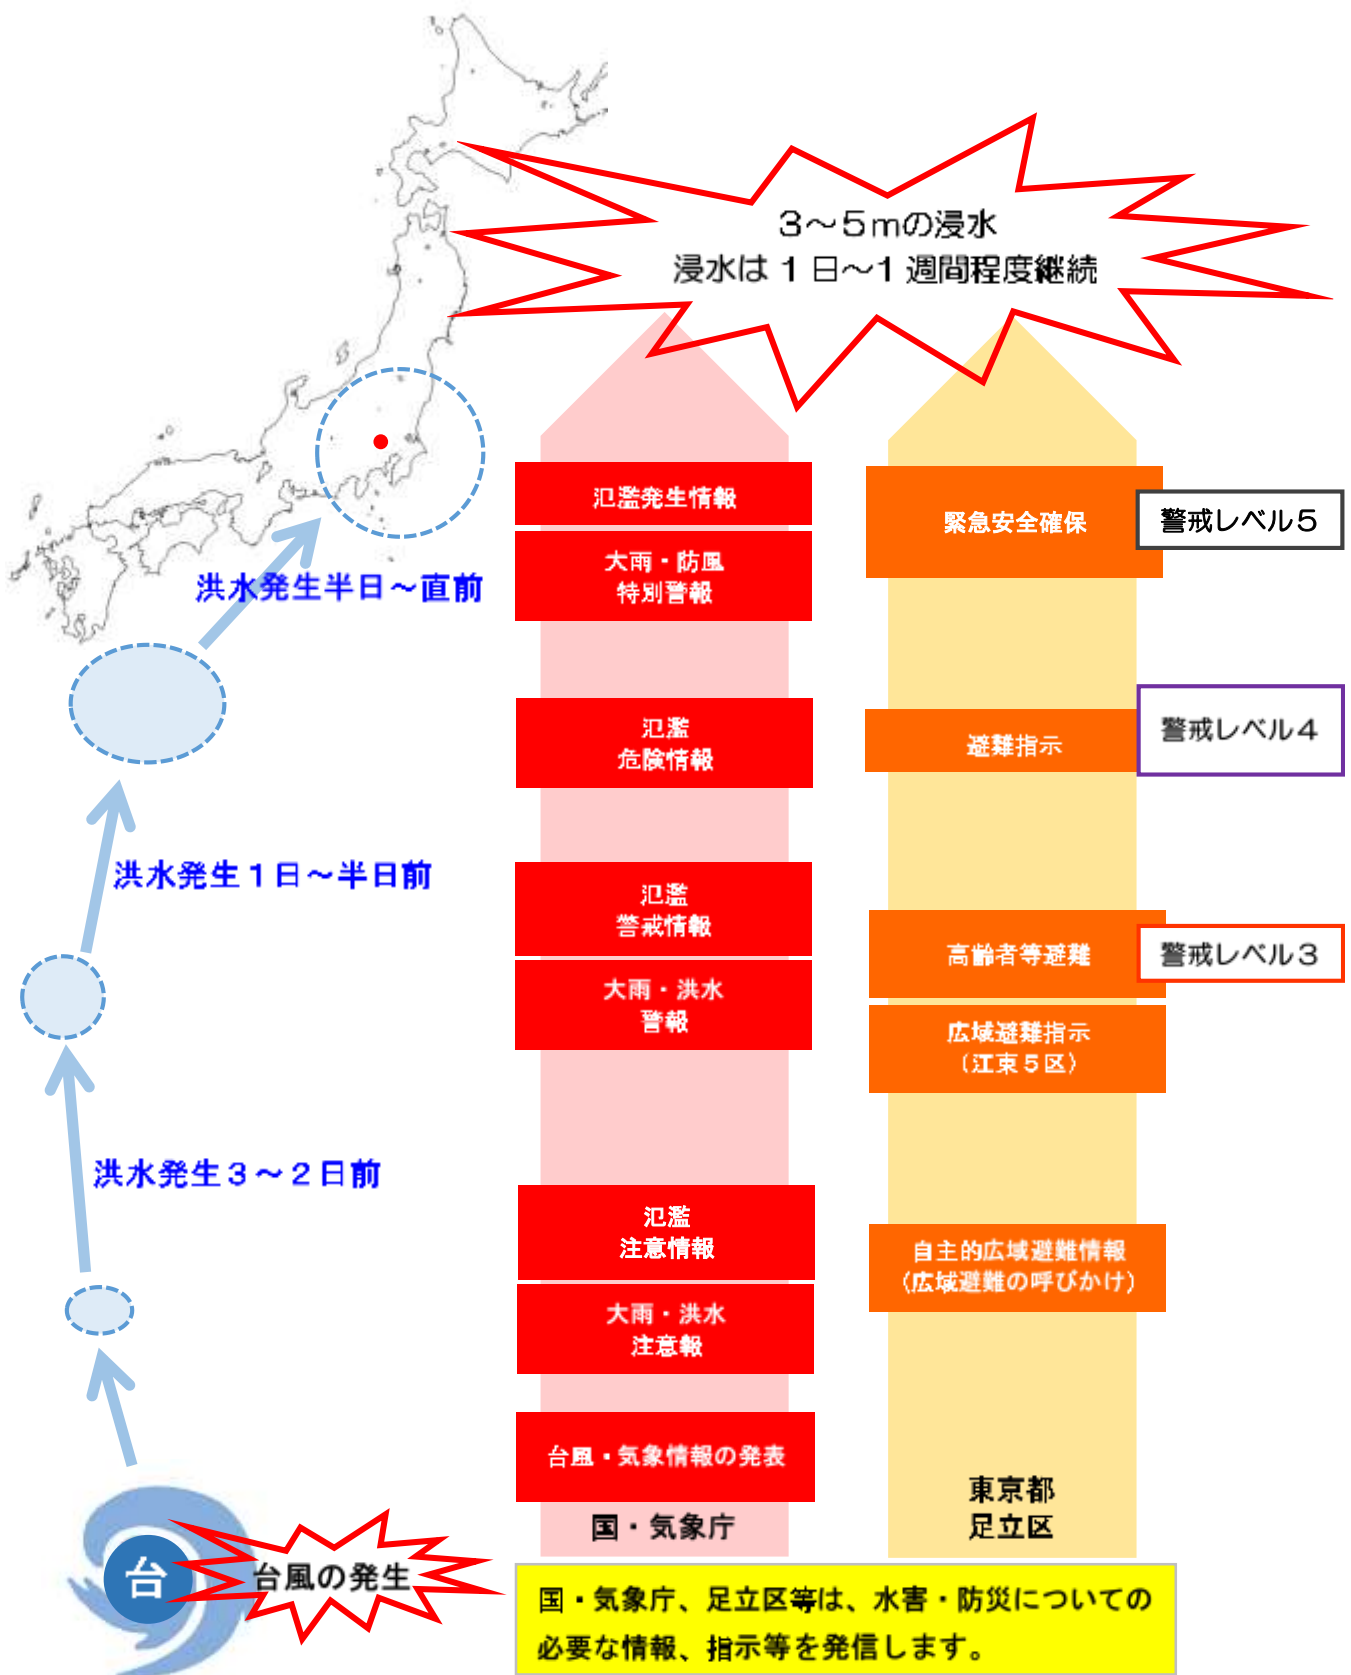 3～5mの浸水
浸水は1日～1週間程度継続
氾濫発生情報
緊急安全確保
警戒レベル5
大雨・防風
特別警報
洪水発生半日～直前
氾濫
危険情報
避難指示
警戒レベル4
洪水発生1日～半日前
氾濫
警戒情報
高齢者等避難
警戒レベル3
大雨・洪水
警報
広域避難指示
（江東5区）
洪水発生3～2日前
氾濫
注意情報
自主的広域避難情報
（広域避難の呼びかけ）
大雨・洪水
注意報
台風・気象情報の発表
国・気象庁
東京都
足立区
台
台風の発生
国・気象庁、足立区等は、水害・防災についての
必要な情報、指示等を発信します。